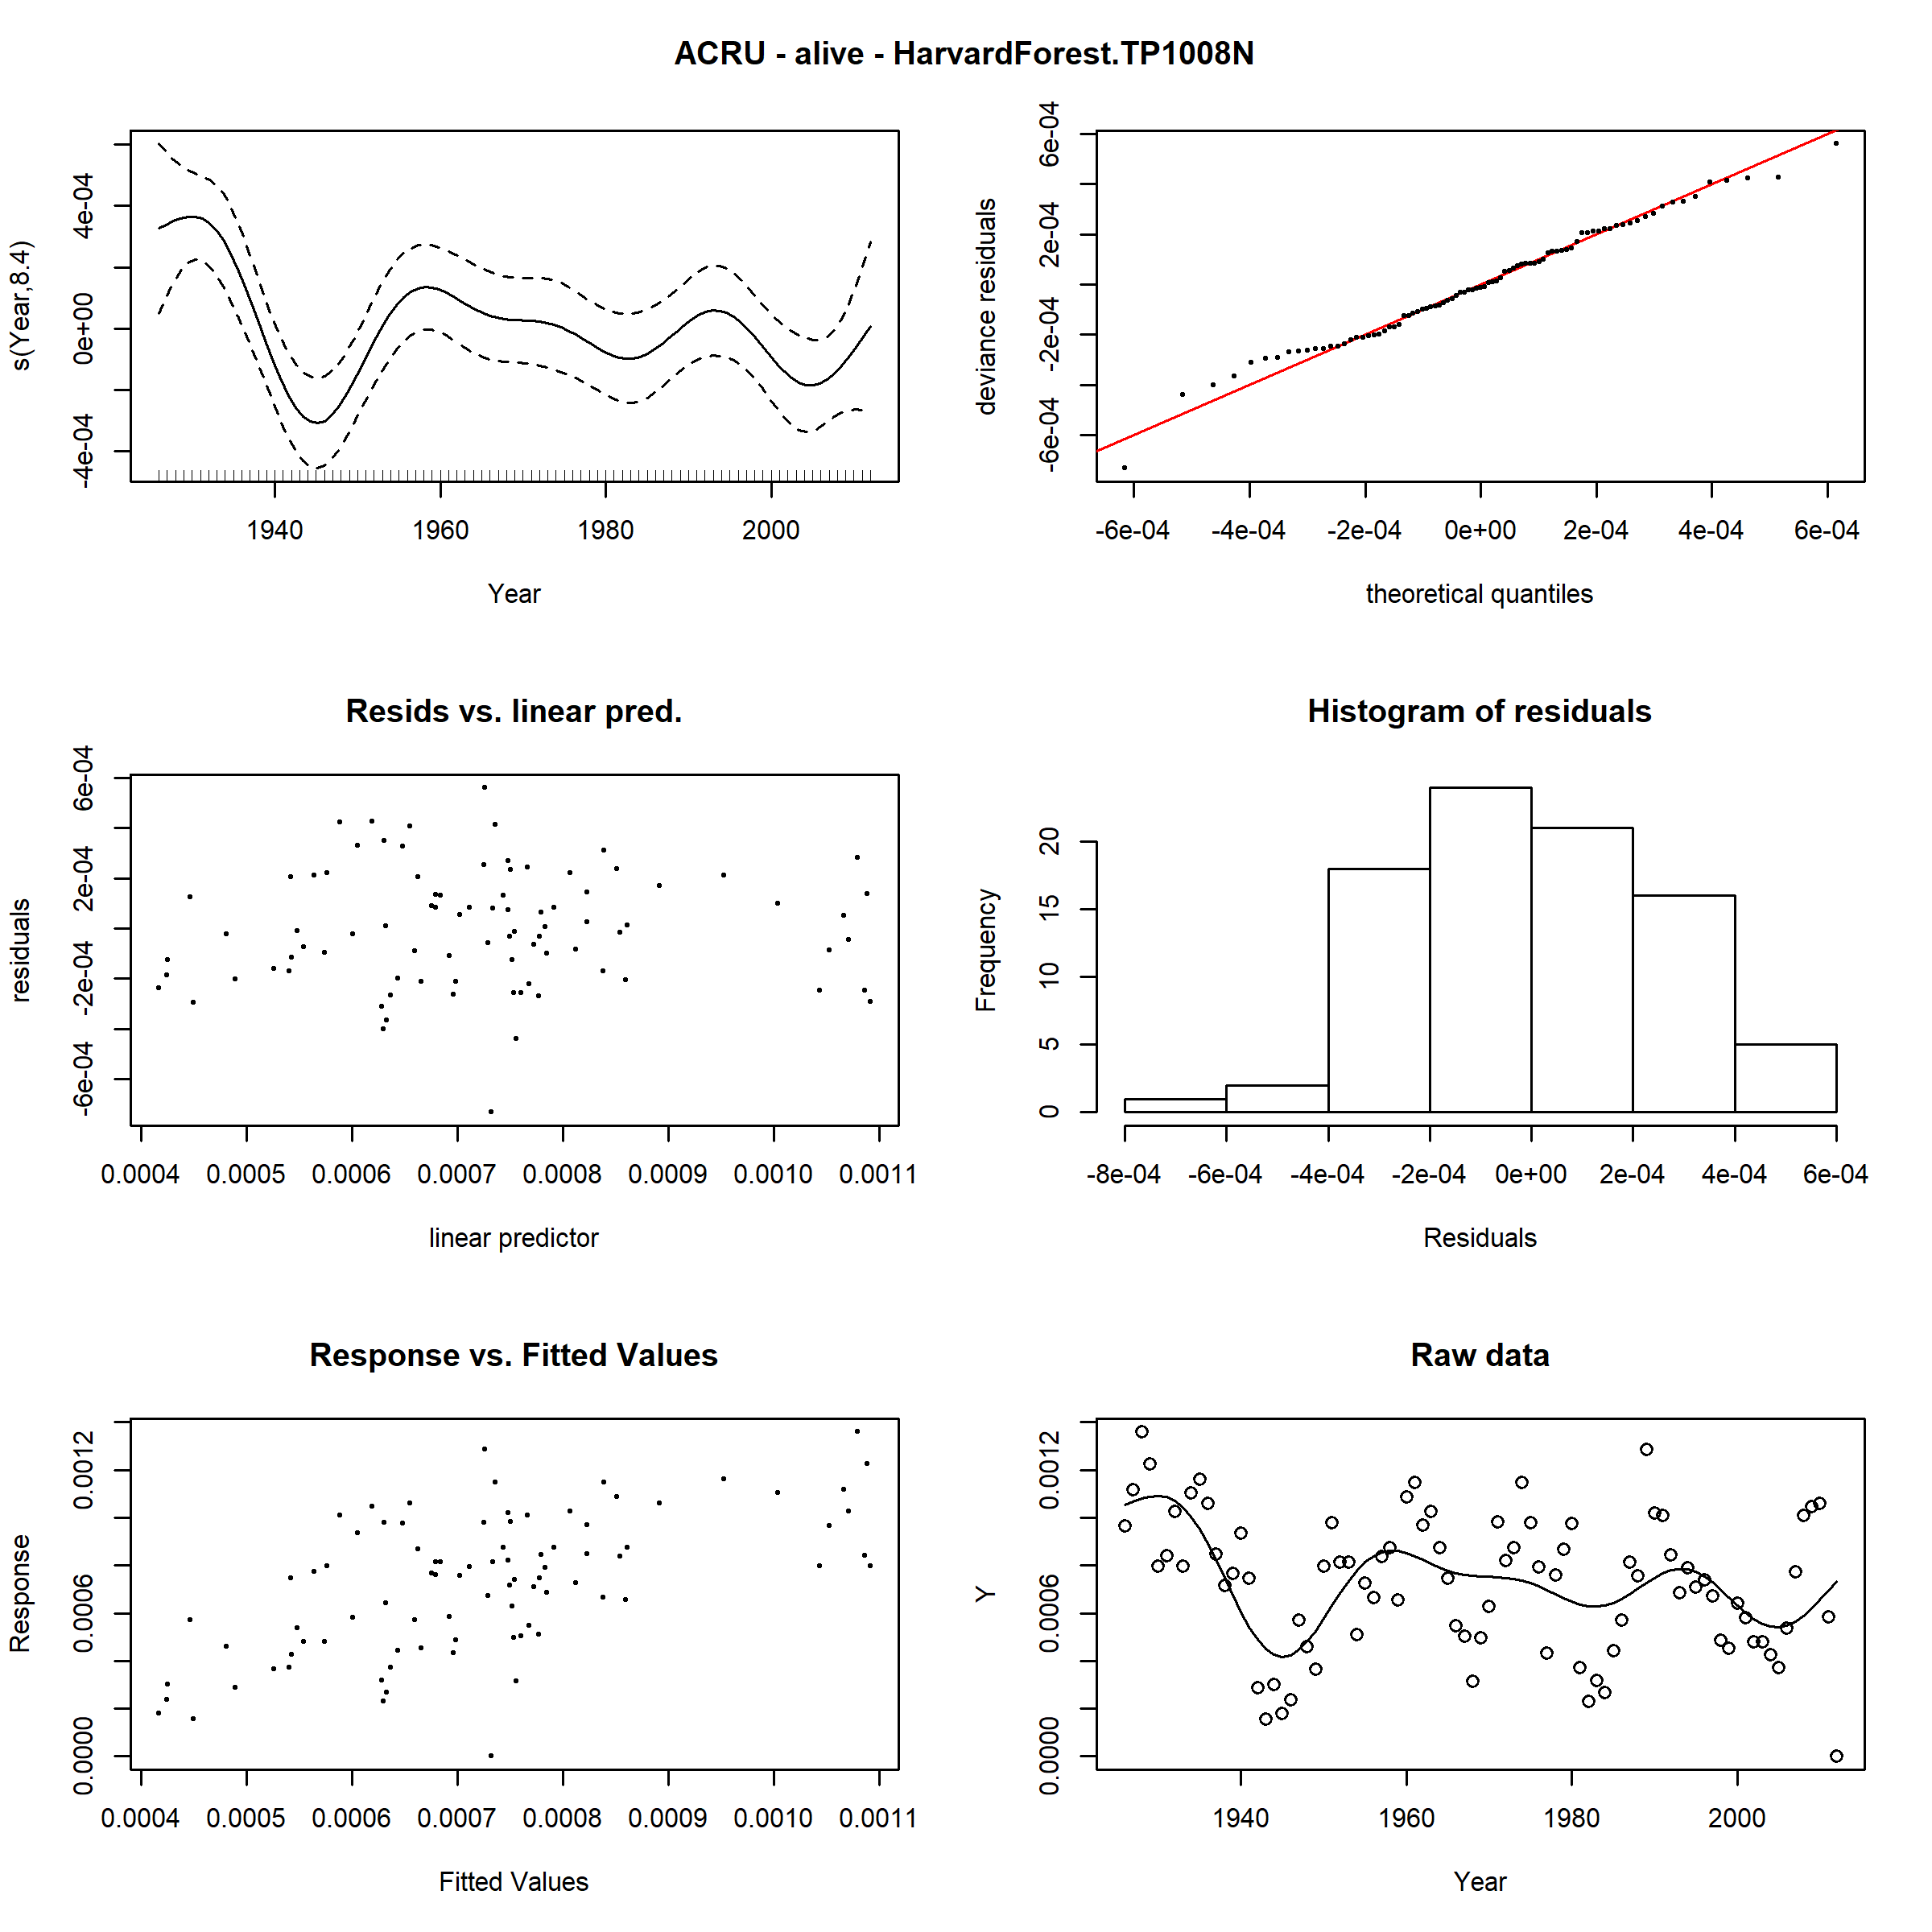 ACRU - alive - HarvardForest.TP1008N
s(Year,8.4)
-4e-04 0e+00 4e-04
1940 1960 1980 2000
Year
deviance residuals
-6e-04 -2e-04 2e-04 6e-04
-6e-04 -4e-04 -2e-04 0e+00 2e-04 4e-04 6e-04
theoretical quantiles
Resids vs. linear pred.
residuals
-6e-04 -2e-04 2e-04 6e-04
0.0004 0.0005 0.0006 0.0007 0.0008 0.0009 0.0010 0.0011
linear predictor
Histogram of residuals
Frequency
0 5 10 15 20
-8e-04 -6e-04 -4e-04 -2e-04 0e+00 2e-04 4e-04 6e-04
Residuals
Response vs. Fitted Values
Response
0.0000 0.0006 0.0012
0.0004 0.0005 0.0006 0.0007 0.0008 0.0009 0.0010 0.0011
Fitted Values
Raw data
Y
0.0000 0.0006 0.0012
1940 1960 1980 2000
Year